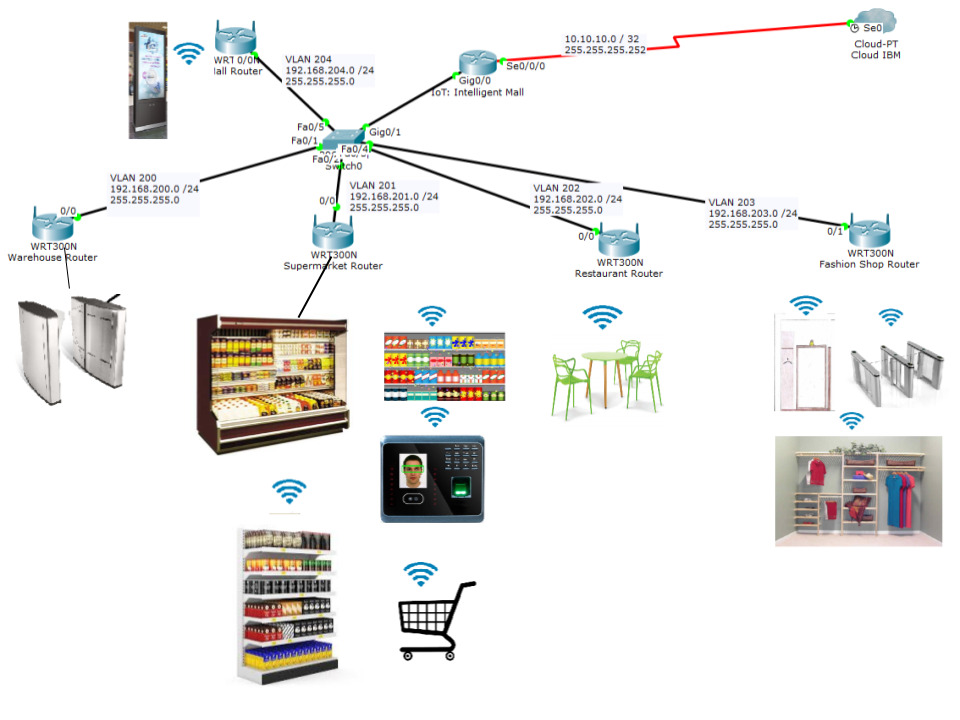 10.10.10.0 / 32
255.255.255.252
Se0
Cloud-PT
Cloud IBM
WRT 0/0N
all Router
VLAN 204
192.168.204.0 /24
255.255.255.0
Se0/0/0
Gig0/0
IoT: Intelligent Mall
Fa0/5
Gig0/1
Fa0/1
Fa0/4
Fa0/2
Switch0
VLAN 200
192.168.200.0 /24
255.255.255.0
VLAN 201
192.168.201.0 /24
255.255.255.0
VLAN 202
192.168.202.0 /24
255.255.255.0
VLAN 203
192.168.203.0 /24
255.255.255.0
0/0
WRT300N
Warehouse Router
0/0
WRT300N
Supermarket Router
0/0
WRT300N
Restaurant Router
0/1
WRT300N
Fashion Shop Router